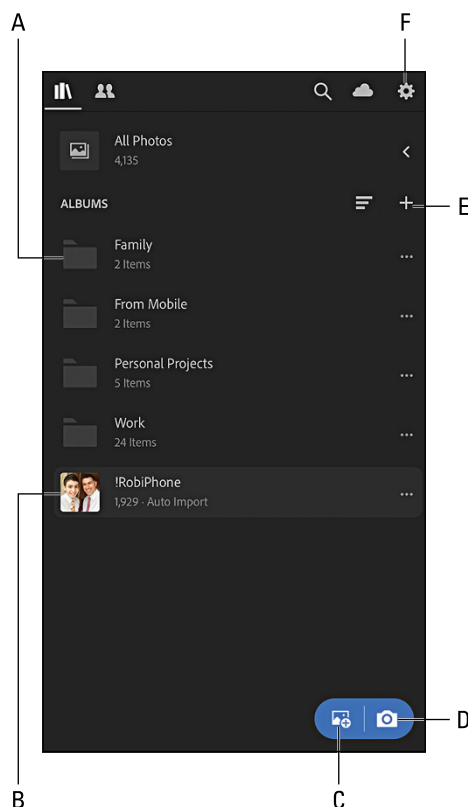 A
F
All Photos
4,135
ALBUMS
E
Family
2 Items
From Mobile
2 Items
Personal Projects
5 Items
Work
24 Items
!RobiPhone
1,929 · Auto Import
D
B
C